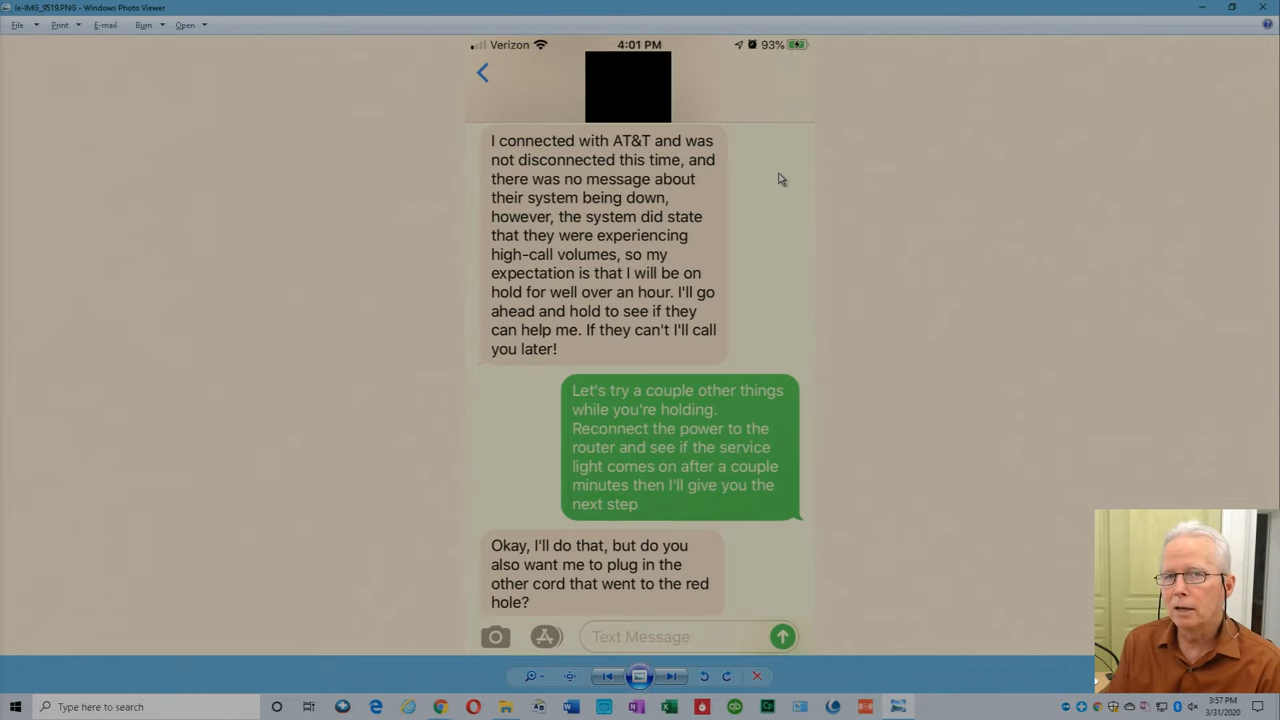 le-IMG_9519.PNG - Windows Photo Viewer
File Print E-mail Burn Open
Verizon 4:01 PM 93%
I connected with AT&T and was
not disconnected this time, and
there was no message about
their system being down,
however, the system did state
that they were experiencing
high-call volumes, so my
expectation is that I will be on
hold for well over an hour. I'll go
ahead and hold to see if they
can help me. If they can't I'll call
you later!
Let's try a couple other things
while you're holding.
Reconnect the power to the
router and see if the service
light comes on after a couple
minutes then I'll give you the
next step
Okay, I'll do that, but do you
also want me to plug in the
other cord that went to the red
hole?
Text Message
Type here to search
3:57 PM
3/31/2020